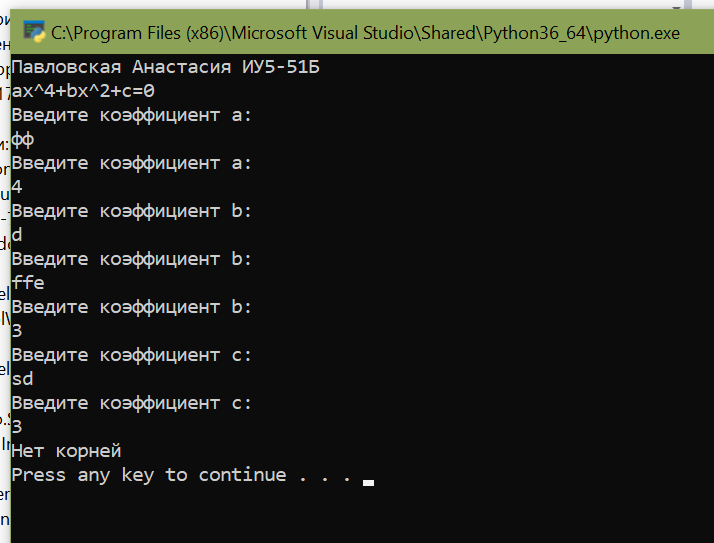 C:\Program Files (x86)\Microsoft Visual Studio\Shared\Python36_64\python.exe
Павловская Анастасия ИУ5-51Б
ax^4+bx^2+c=0
Введите коэффициент a:
фф
Введите коэффициент a:
4
Введите коэффициент b:
d
Введите коэффициент b:
ffe
Введите коэффициент b:
3
Введите коэффициент c:
sd
Введите коэффициент c:
3
Нет корней
Press any key to continue . . .